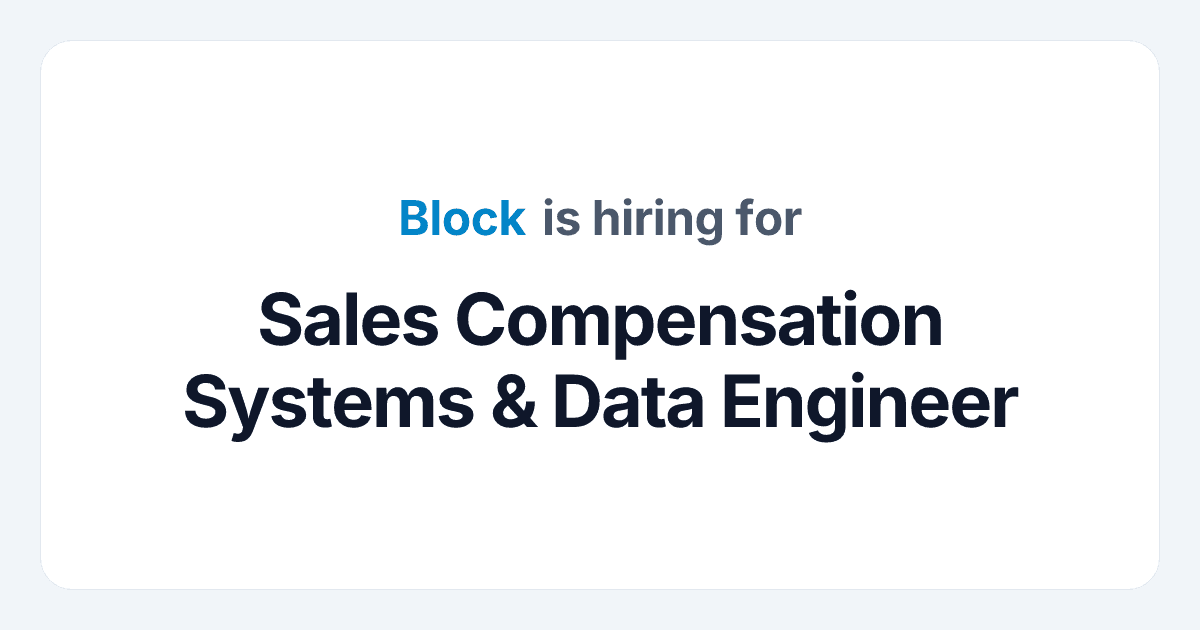 Block is hiring for
Sales Compensation
Systems & Data Engineer